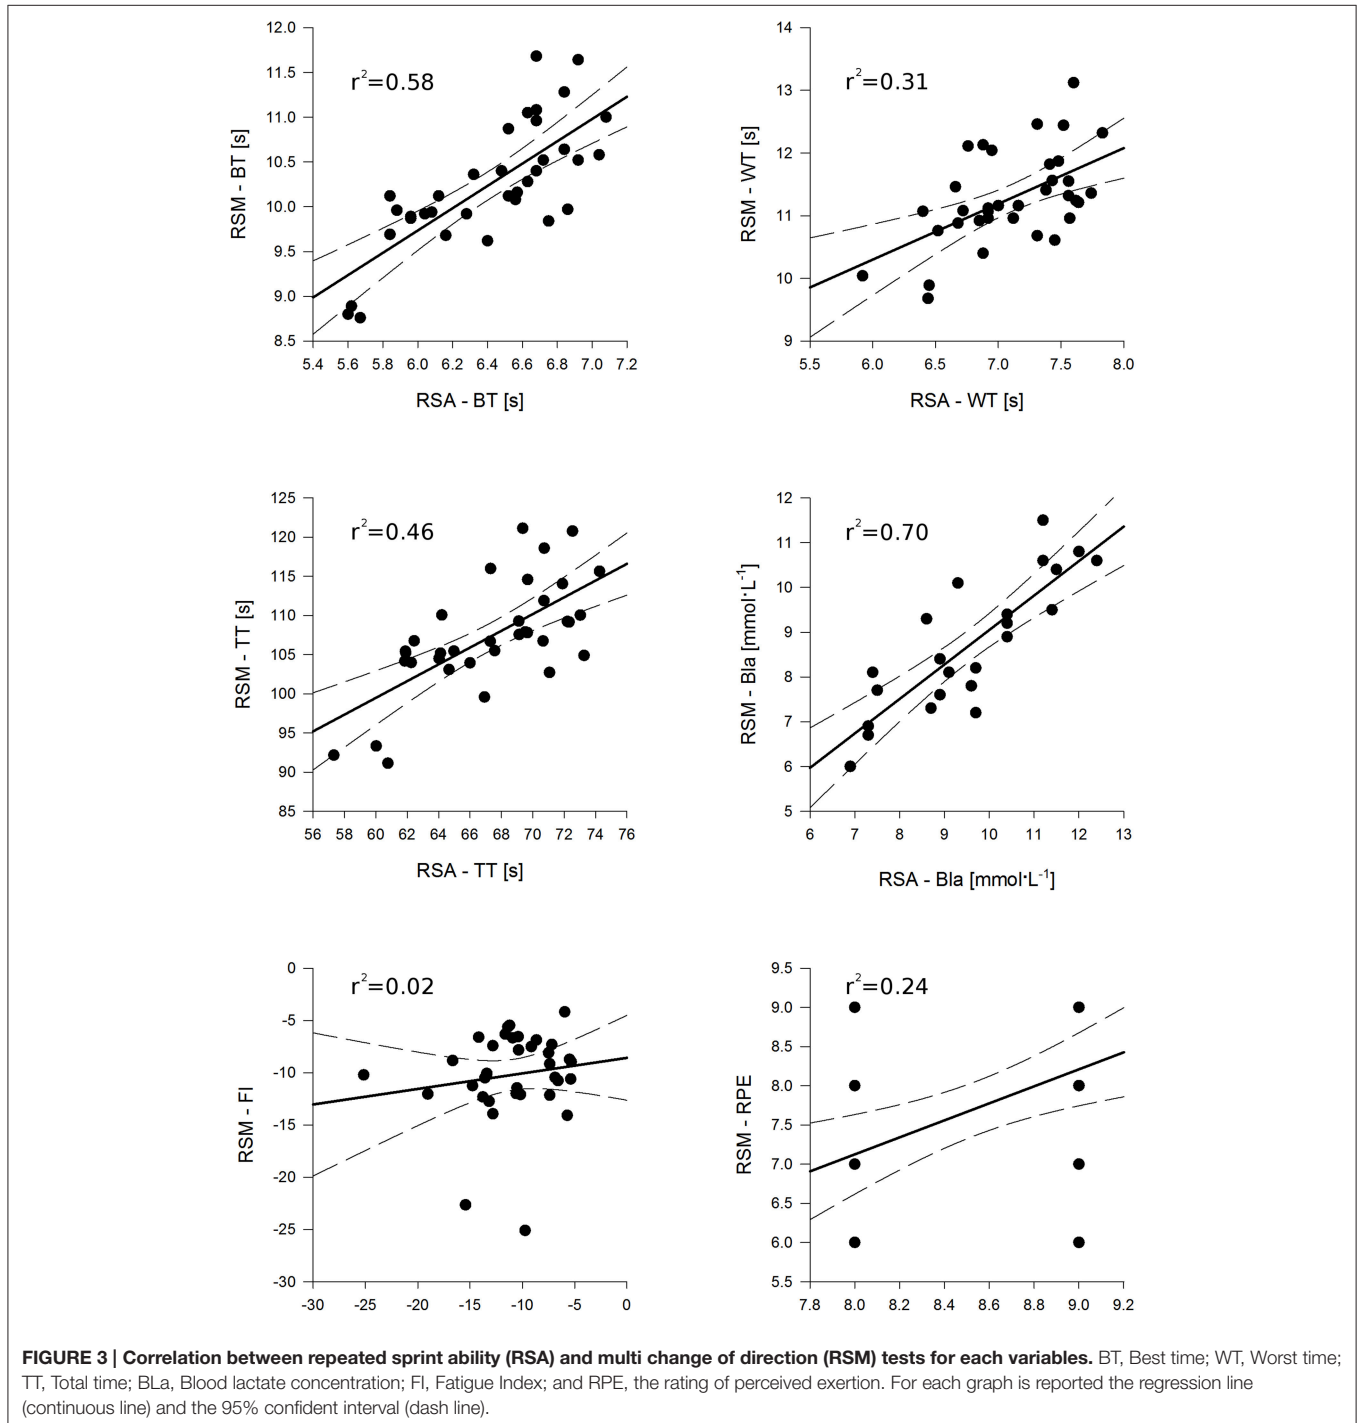 12.0
11.5
11.0
10.5
10.0
9.5
9.0
8.5
r²=0.58
RSM - BT [s]
5.4 5.6 5.8 6.0 6.2 6.4 6.6 6.8 7.0 7.2
RSA - BT [s]
14
13
12
11
10
9
r²=0.31
RSM - WT [s]
5.5 6.0 6.5 7.0 7.5 8.0
RSA - WT [s]
125
120
115
110
105
100
95
90
85
r²=0.46
RSM - TT [s]
56 58 60 62 64 66 68 70 72 74 76
RSA - TT [s]
12
11
10
9
8
7
6
5
r²=0.70
RSM - Bla [mmol·L⁻¹]
6 7 8 9 10 11 12 13
RSA - Bla [mmol·L⁻¹]
0
-5
-10
-15
-20
-25
-30
r²=0.02
RSM - FI
-30 -25 -20 -15 -10 -5 0
9.5
9.0
8.5
8.0
7.5
7.0
6.5
6.0
5.5
r²=0.24
RSM - RPE
7.8 8.0 8.2 8.4 8.6 8.8 9.0 9.2
FIGURE 3 | Correlation between repeated sprint ability (RSA) and multi change of direction (RSM) tests for each variables. BT, Best time; WT, Worst time;
TT, Total time; BLa, Blood lactate concentration; FI, Fatigue Index; and RPE, the rating of perceived exertion. For each graph is reported the regression line
(continuous line) and the 95% confident interval (dash line).